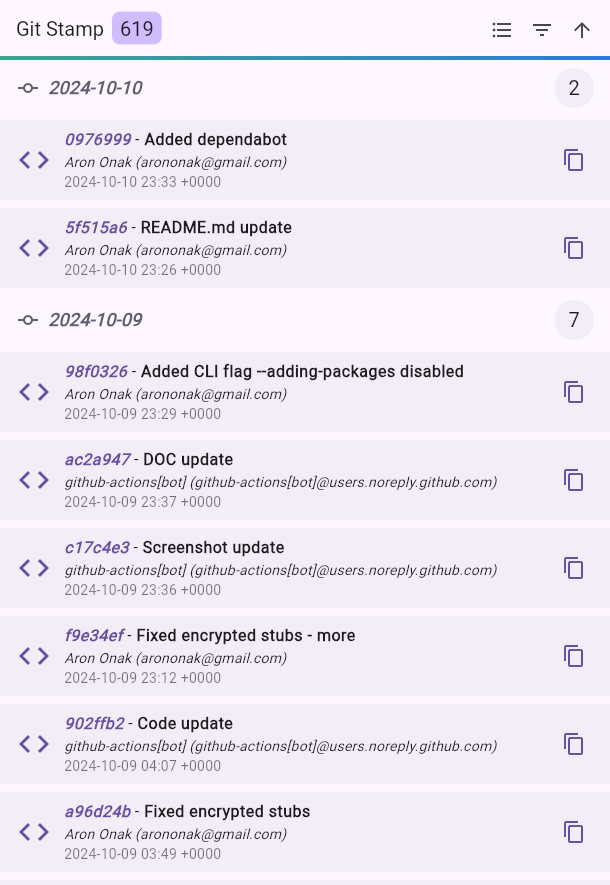 Git Stamp 619
2024-10-10 2
0976999 - Added dependabot
Aron Onak (arononak@gmail.com)
2024-10-10 23:33 +0000
5f515a6 - README.md update
Aron Onak (arononak@gmail.com)
2024-10-10 23:26 +0000
2024-10-09 7
98f0326 - Added CLI flag --adding-packages disabled
Aron Onak (arononak@gmail.com)
2024-10-09 23:29 +0000
ac2a947 - DOC update
github-actions[bot] (github-actions[bot]@users.noreply.github.com)
2024-10-09 23:37 +0000
c17c4e3 - Screenshot update
github-actions[bot] (github-actions[bot]@users.noreply.github.com)
2024-10-09 23:36 +0000
f9e34ef - Fixed encrypted stubs - more
Aron Onak (arononak@gmail.com)
2024-10-09 23:12 +0000
902ffb2 - Code update
github-actions[bot] (github-actions[bot]@users.noreply.github.com)
2024-10-09 04:07 +0000
a96d24b - Fixed encrypted stubs
Aron Onak (arononak@gmail.com)
2024-10-09 03:49 +0000